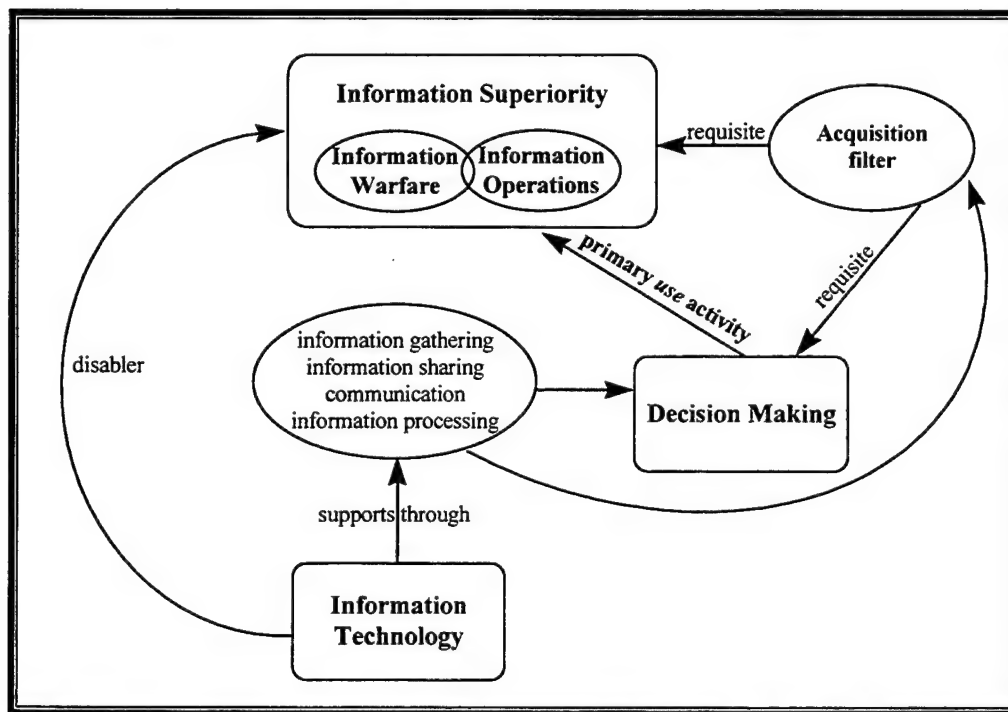 Information Superiority
Information
Warfare
Information
Operations
requisite
Acquisition
filter
requisite
primary use activity
disabler
information gathering
information sharing
communication
information processing
Decision Making
supports through
Information
Technology